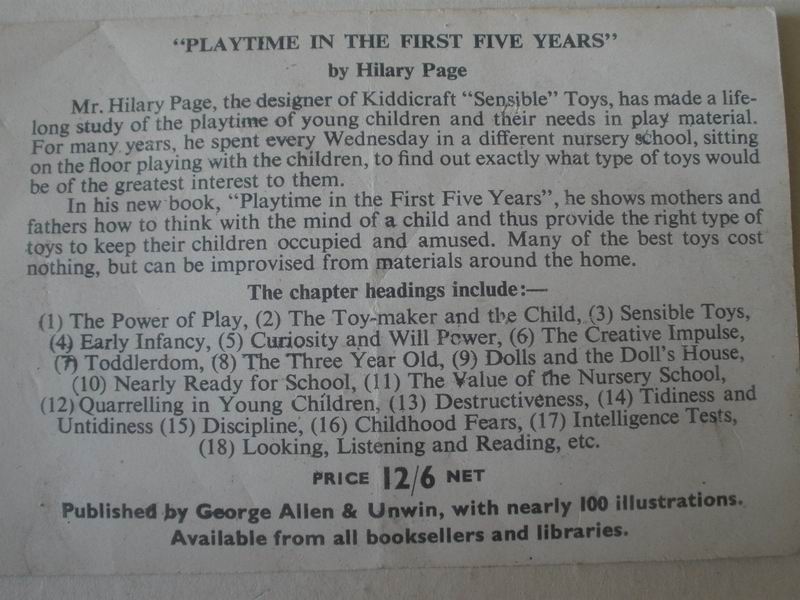 "PLAYTIME IN THE FIRST FIVE YEARS"
by Hilary Page
Mr. Hilary Page, the designer of Kiddicraft "Sensible" Toys, has made a life-
long study of the playtime of young children and their needs in play material.
For many years, he spent every Wednesday in a different nursery school, sitting
on the floor playing with the children, to find out exactly what type of toys would
be of the greatest interest to them.
In his new book, "Playtime in the First Five Years", he shows mothers and
fathers how to think with the mind of a child and thus provide the right type of
toys to keep their children occupied and amused. Many of the best toys cost
nothing, but can be improvised from materials around the home.
The chapter headings include:—
(1) The Power of Play, (2) The Toy-maker and the Child, (3) Sensible Toys,
(4) Early Infancy, (5) Curiosity and Will Power, (6) The Creative Impulse,
(7) Toddlerdom, (8) The Three Year Old, (9) Dolls and the Doll's House,
(10) Nearly Ready for School, (11) The Value of the Nursery School,
(12) Quarrelling in Young Children, (13) Destructiveness, (14) Tidiness and
Untidiness (15) Discipline, (16) Childhood Fears, (17) Intelligence Tests,
(18) Looking, Listening and Reading, etc.
PRICE 12/6 NET
Published by George Allen & Unwin, with nearly 100 illustrations.
Available from all booksellers and libraries.